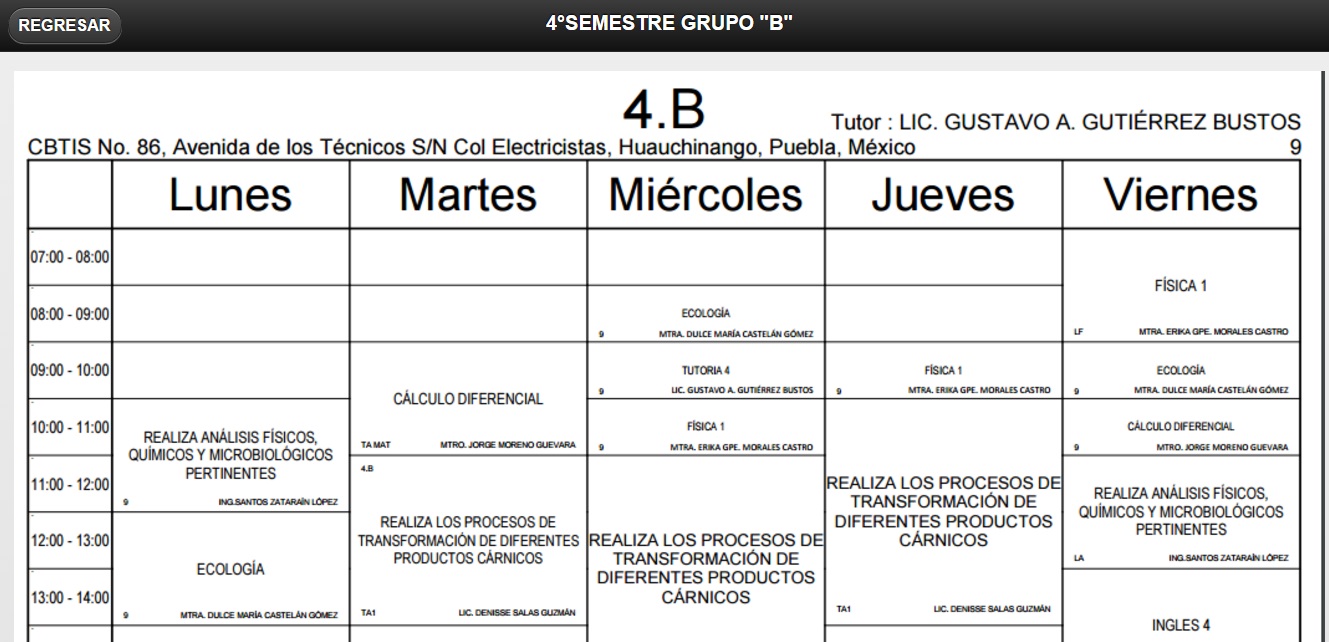 REGRESAR
4°SEMESTRE GRUPO "B"
4.B
Tutor : LIC. GUSTAVO A. GUTIÉRREZ BUSTOS
CBTIS No. 86, Avenida de los Técnicos S/N Col Electricistas, Huauchinango, Puebla, México
9
Lunes Martes Miércoles Jueves Viernes
07:00 - 08:00
FÍSICA 1
LF MTRA. ERIKA GPE. MORALES CASTRO
08:00 - 09:00
ECOLOGÍA
9 MTRA. DULCE MARÍA CASTELÁN GÓMEZ
09:00 - 10:00
CÁLCULO DIFERENCIAL
TA MAT MTRO. JORGE MORENO GUEVARA
TUTORIA 4
9 LIC. GUSTAVO A. GUTIÉRREZ BUSTOS
FÍSICA 1
9 MTRA. ERIKA GPE. MORALES CASTRO
ECOLOGÍA
9 MTRA. DULCE MARÍA CASTELÁN GÓMEZ
10:00 - 11:00
REALIZA ANÁLISIS FÍSICOS,
QUÍMICOS Y MICROBIOLÓGICOS
PERTINENTES
9 ING.SANTOS ZATARAÍN LÓPEZ
FÍSICA 1
9 MTRA. ERIKA GPE. MORALES CASTRO
REALIZA LOS PROCESOS DE
TRANSFORMACIÓN DE
DIFERENTES PRODUCTOS
CÁRNICOS
TA1 LIC. DENISSE SALAS GUZMÁN
CÁLCULO DIFERENCIAL
9 MTRO. JORGE MORENO GUEVARA
11:00 - 12:00
4.B
REALIZA LOS PROCESOS DE
TRANSFORMACIÓN DE DIFERENTES
PRODUCTOS CÁRNICOS
TA1 LIC. DENISSE SALAS GUZMÁN
REALIZA LOS PROCESOS DE
TRANSFORMACIÓN DE
DIFERENTES PRODUCTOS
CÁRNICOS
REALIZA ANÁLISIS FÍSICOS,
QUÍMICOS Y MICROBIOLÓGICOS
PERTINENTES
LA ING.SANTOS ZATARAÍN LÓPEZ
12:00 - 13:00
ECOLOGÍA
9 MTRA. DULCE MARÍA CASTELÁN GÓMEZ
13:00 - 14:00
INGLES 4